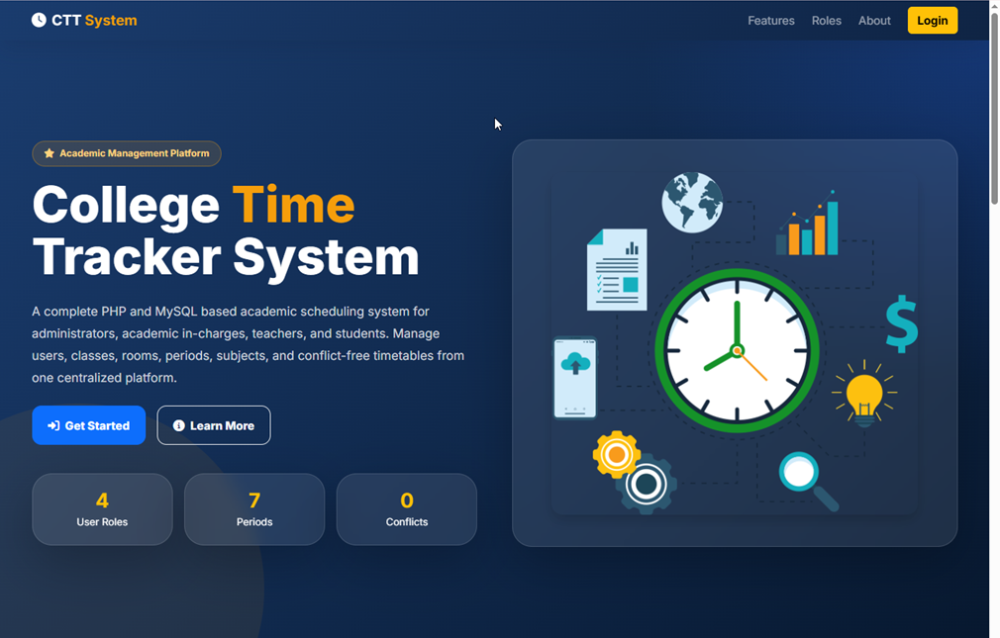 CTT System
Features Roles About Login
Academic Management Platform
College Time
Tracker System
A complete PHP and MySQL based academic scheduling system for
administrators, academic in-charges, teachers, and students. Manage
users, classes, rooms, periods, subjects, and conflict-free timetables from
one centralized platform.
Get Started Learn More
4 7 0
User Roles Periods Conflicts
$